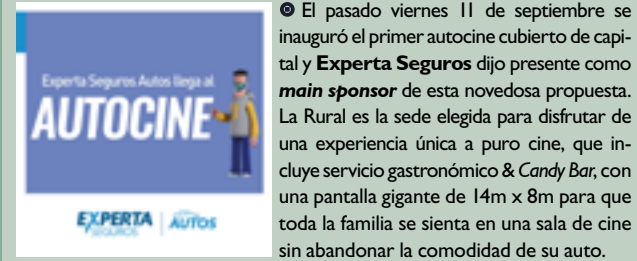 Experta Seguros Autos llega al
AUTOCINE
EXPERTA
SEGUROS
AUTOS
El pasado viernes 11 de septiembre se
inauguró el primer autocine cubierto de capi-
tal y Experta Seguros dijo presente como
main sponsor de esta novedosa propuesta.
La Rural es la sede elegida para disfrutar de
una experiencia única a puro cine, que in-
cluye servicio gastronómico & Candy Bar, con
una pantalla gigante de 14m x 8m para que
toda la familia se sienta en una sala de cine
sin abandonar la comodidad de su auto.